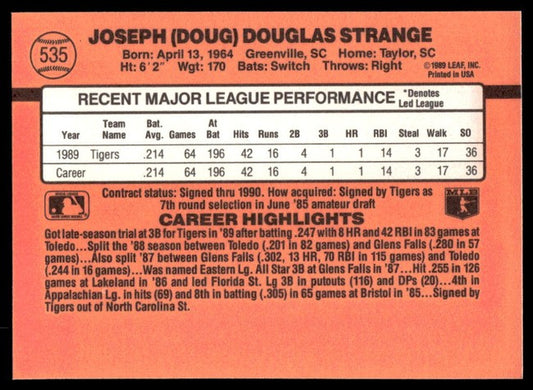 535
JOSEPH (DOUG) DOUGLAS STRANGE
Born: April 13, 1964 Greenville, SC Home: Taylor, SC
Ht: 6'2" Wgt: 170 Bats: Switch Throws: Right
©1989 LEAF, INC.
Printed in USA
RECENT MAJOR LEAGUE PERFORMANCE *Denotes Led League
Year Team Name Bat. Avg. Games At Bat Hits Runs 2B 3B HR RBI Steal Walk SO
1989 Tigers .214 64 196 42 16 4 1 1 14 3 17 36
Career .214 64 196 42 16 4 1 1 14 3 17 36
Contract status: Signed thru 1990. How acquired: Signed by Tigers as
7th round selection in June '85 amateur draft
MLB
CAREER HIGHLIGHTS
Got late-season trial at 3B for Tigers in '89 after batting .247 with 8 HR and 42 RBI in 83 games at
Toledo...Split the '88 season between Toledo (.201 in 82 games) and Glens Falls (.280 in 57
games)...Also split '87 between Glens Falls (.302, 13 HR, 70 RBI in 115 games) and Toledo
(.244 in 16 games)...Was named Eastern Lg. All Star 3B at Glens Falls in '87...Hit .255 in 126
games at Lakeland in '86 and led Florida St. Lg 3B in putouts (116) and DPs (20)...4th in
Appalachian Lg. in hits (69) and 8th in batting (.305) in 65 games at Bristol in '85...Signed by
Tigers out of North Carolina St.